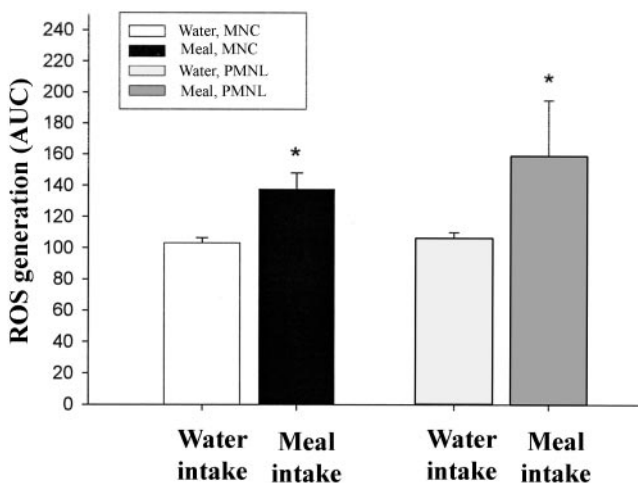 ROS generation (AUC)
240
220
200
180
160
140
120
100
80
60
40
20
0
Water, MNC
Meal, MNC
Water, PMNL
Meal, PMNL
*
*
Water intake
Meal intake
Water intake
Meal intake